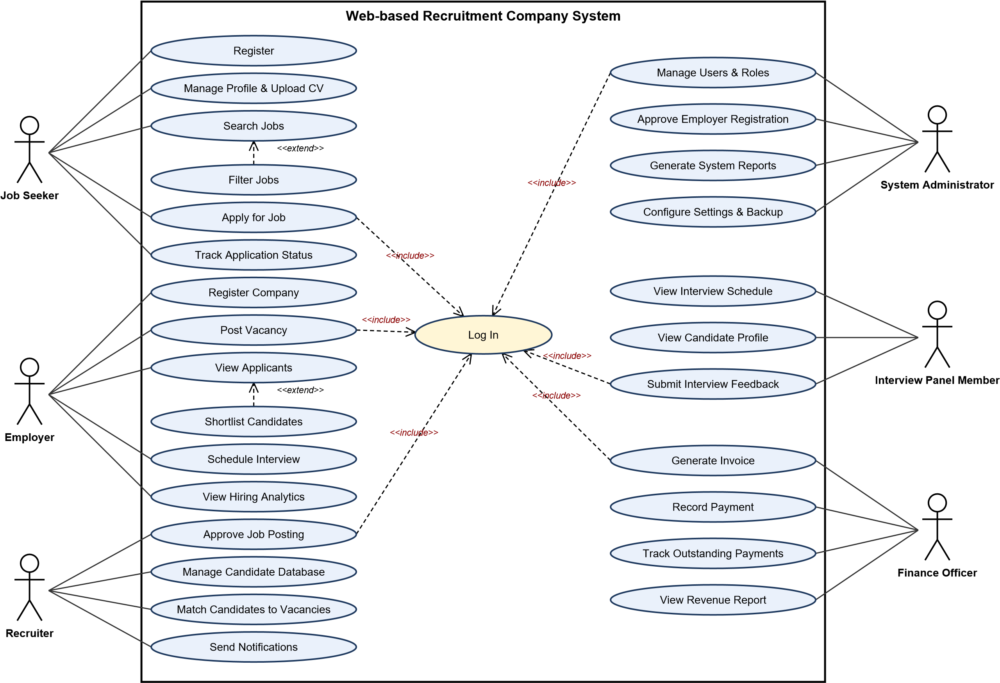 Web-based Recruitment Company System
Register
Manage Profile & Upload CV
Search Jobs
<<extend>>
Filter Jobs
Apply for Job
Track Application Status
Job Seeker
Register Company
Post Vacancy
View Applicants
<<extend>>
Shortlist Candidates
Schedule Interview
View Hiring Analytics
Employer
Approve Job Posting
Manage Candidate Database
Match Candidates to Vacancies
Send Notifications
Recruiter
<<include>>
<<include>>
<<include>>
<<include>>
<<include>>
<<include>>
Log In
Manage Users & Roles
Approve Employer Registration
Generate System Reports
Configure Settings & Backup
System Administrator
View Interview Schedule
View Candidate Profile
Submit Interview Feedback
Interview Panel Member
Generate Invoice
Record Payment
Track Outstanding Payments
View Revenue Report
Finance Officer